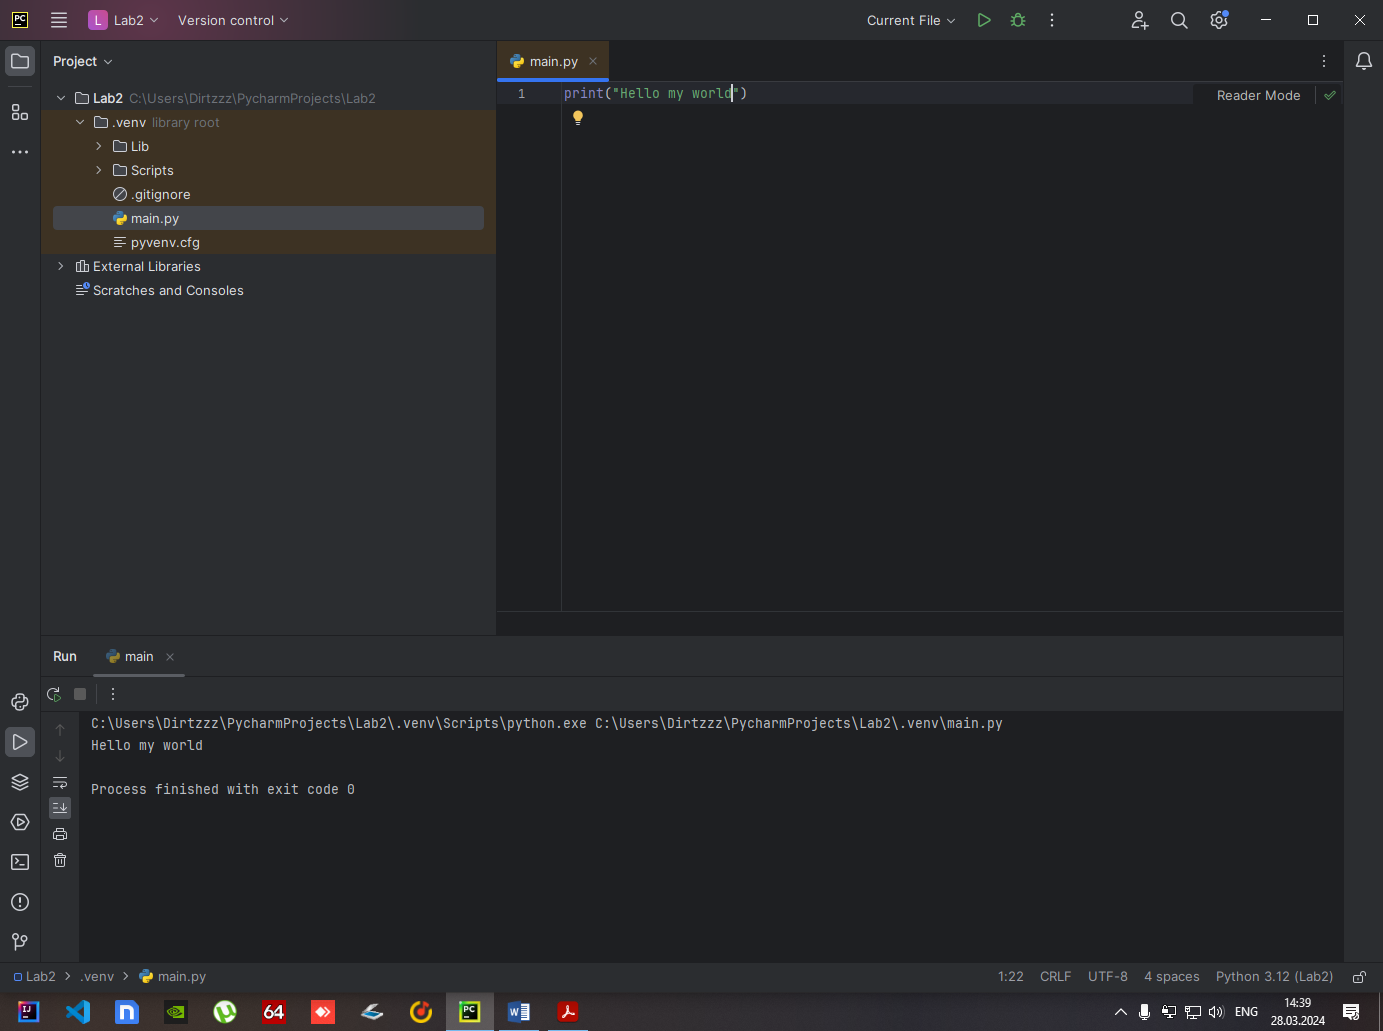 PC
L Lab2
Version control
Current File
Project
main.py
Lab2 C:\Users\Dirtzzz\PycharmProjects\Lab2
.venv library root
Lib
Scripts
.gitignore
main.py
pyvenv.cfg
External Libraries
Scratches and Consoles
1 print("Hello my world")
Reader Mode
Run
main
C:\Users\Dirtzzz\PycharmProjects\Lab2\.venv\Scripts\python.exe C:\Users\Dirtzzz\PycharmProjects\Lab2\.venv\main.py
Hello my world
Process finished with exit code 0
Lab2 > .venv > main.py
1:22 CRLF UTF-8 4 spaces Python 3.12 (Lab2)
IJ
n
64
PC
W
ENG
14:39
28.03.2024